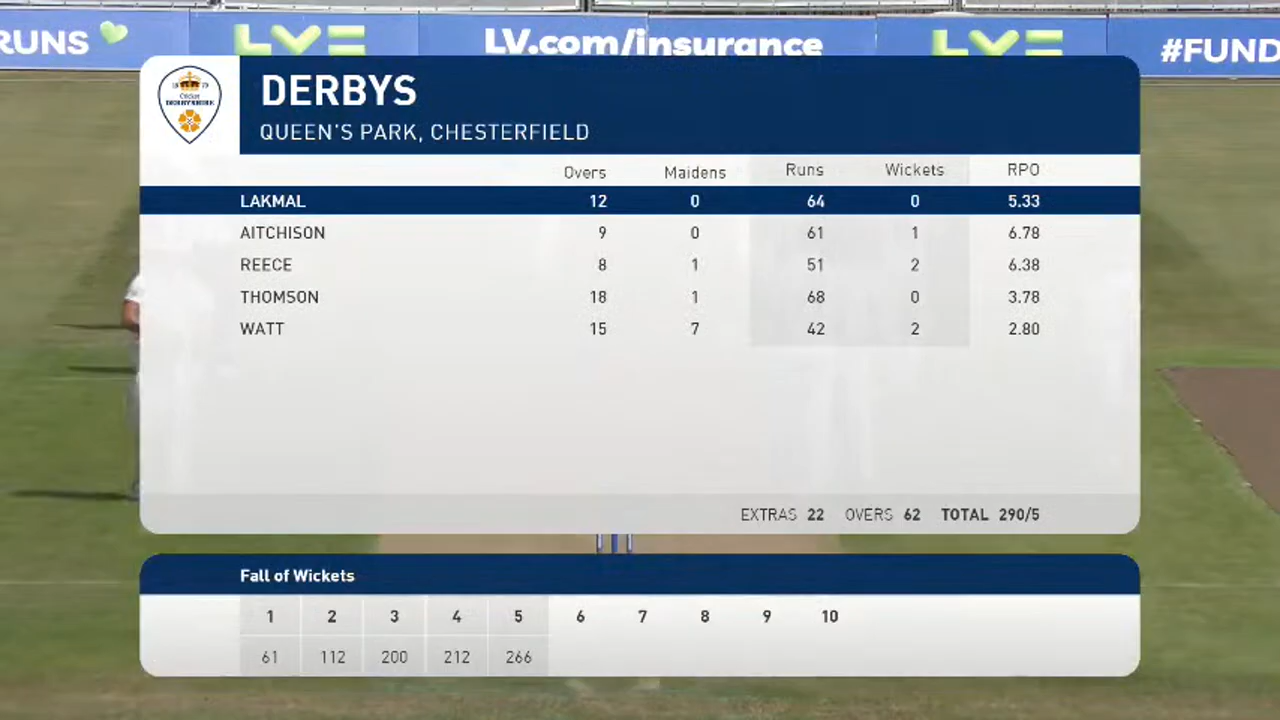 RUNS LV= LV.com/insurance LV= #FUND
DERBYS
QUEEN'S PARK, CHESTERFIELD
Overs Maidens Runs Wickets RPO
LAKMAL 12 0 64 0 5.33
AITCHISON 9 0 61 1 6.78
REECE 8 1 51 2 6.38
THOMSON 18 1 68 0 3.78
WATT 15 7 42 2 2.80
EXTRAS 22 OVERS 62 TOTAL 290/5
Fall of Wickets
1 2 3 4 5 6 7 8 9 10
61 112 200 212 266